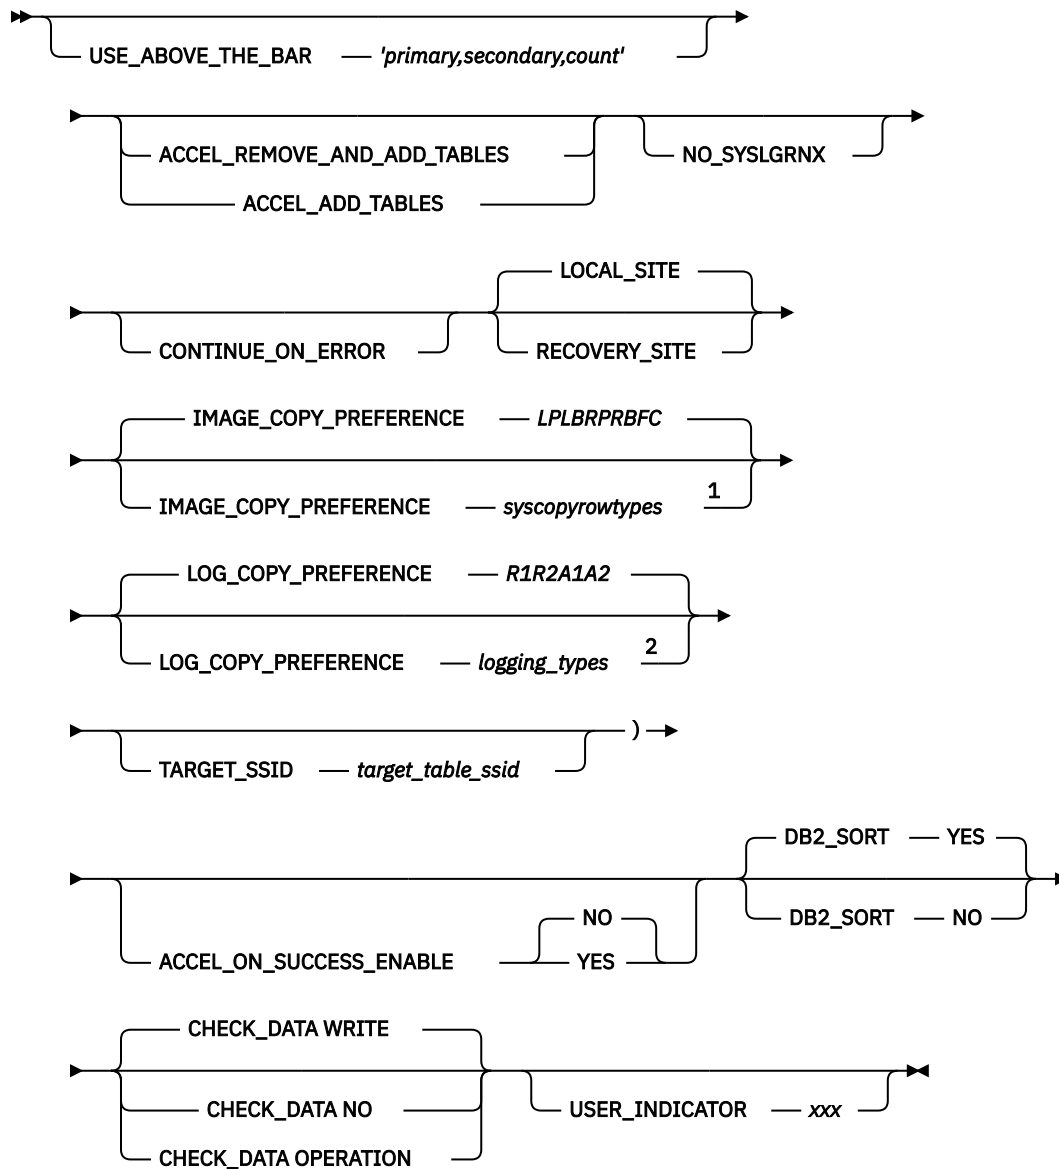 USE_ABOVE_THE_BAR 'primary,secondary,count'
ACCEL_REMOVE_AND_ADD_TABLES NO_SYSLGRNX
ACCEL_ADD_TABLES
LOCAL_SITE
CONTINUE_ON_ERROR RECOVERY_SITE
IMAGE_COPY_PREFERENCE LPLBRPRBFC
IMAGE_COPY_PREFERENCE syscopyrowtypes 1
LOG_COPY_PREFERENCE R1R2A1A2
LOG_COPY_PREFERENCE logging_types 2
)
TARGET_SSID target_table_ssid
DB2_SORT YES
NO DB2_SORT NO
ACCEL_ON_SUCCESS_ENABLE YES
CHECK_DATA WRITE
CHECK_DATA NO USER_INDICATOR xxx
CHECK_DATA OPERATION